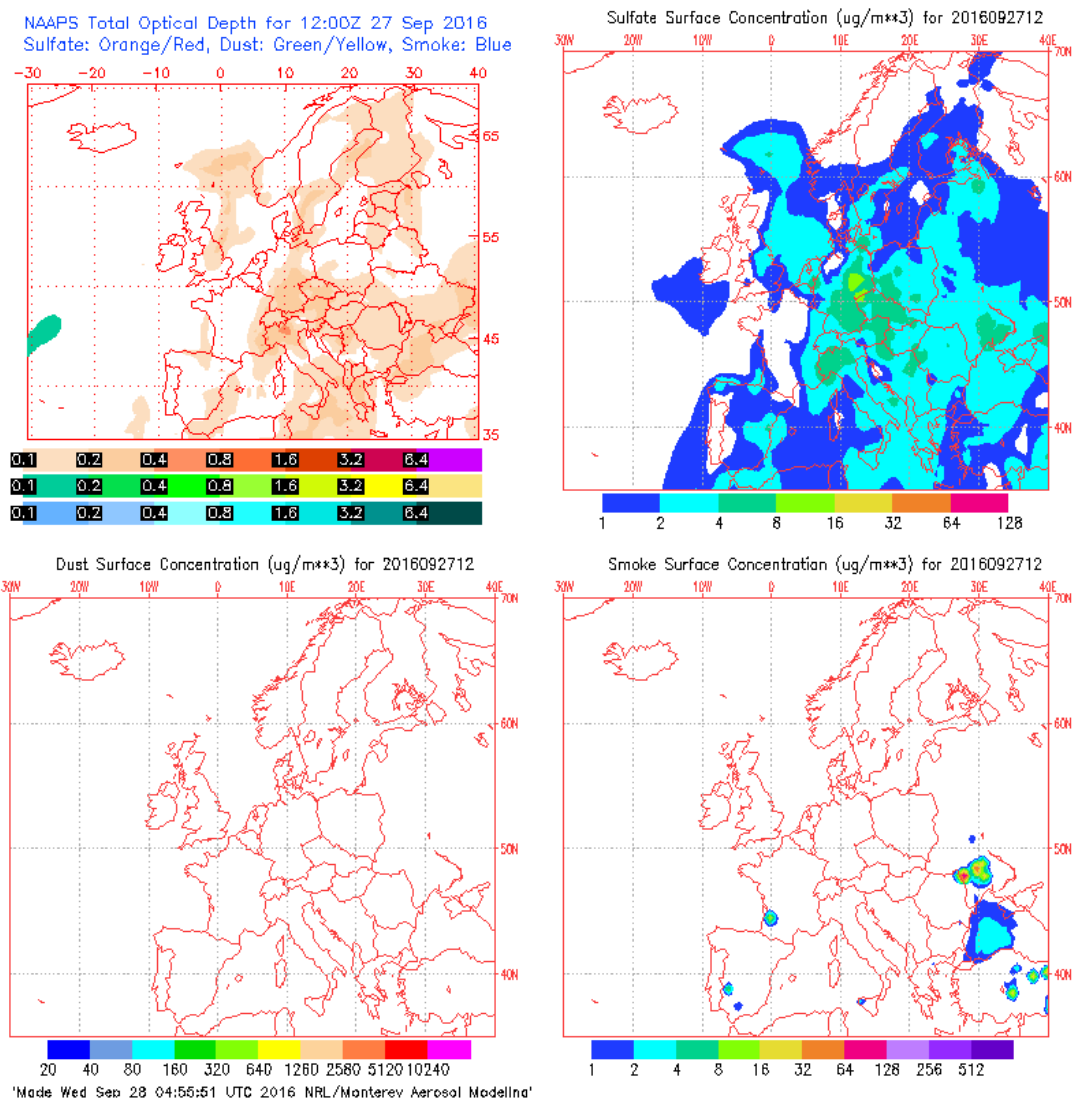 NAAPS Total Optical Depth for 12:00Z 27 Sep 2016
Sulfate: Orange/Red, Dust: Green/Yellow, Smoke: Blue
-30 -20 -10 0 10 20 30 40
65
55
45
35
0.1 0.2 0.4 0.8 1.6 3.2 6.4
0.1 0.2 0.4 0.8 1.6 3.2 6.4
0.1 0.2 0.4 0.8 1.6 3.2 6.4
Sulfate Surface Concentration (ug/m**3) for 2016092712
30W 20W 10W 0 10E 20E 30E 40E
70N
60N
50N
40N
1 2 4 8 16 32 64 128
Dust Surface Concentration (ug/m**3) for 2016092712
30W 20W 10W 0 10E 20E 30E 40E
70N
60N
50N
40N
20 40 80 160 320 640 1280 2580 5120 10240
'Made Wed Sep 28 04:55:51 UTC 2016 NRL/Monterey Aerosol Modeling'
Smoke Surface Concentration (ug/m**3) for 2016092712
30W 20W 10W 0 10E 20E 30E 40E
70N
60N
50N
40N
1 2 4 8 16 32 64 128 256 512